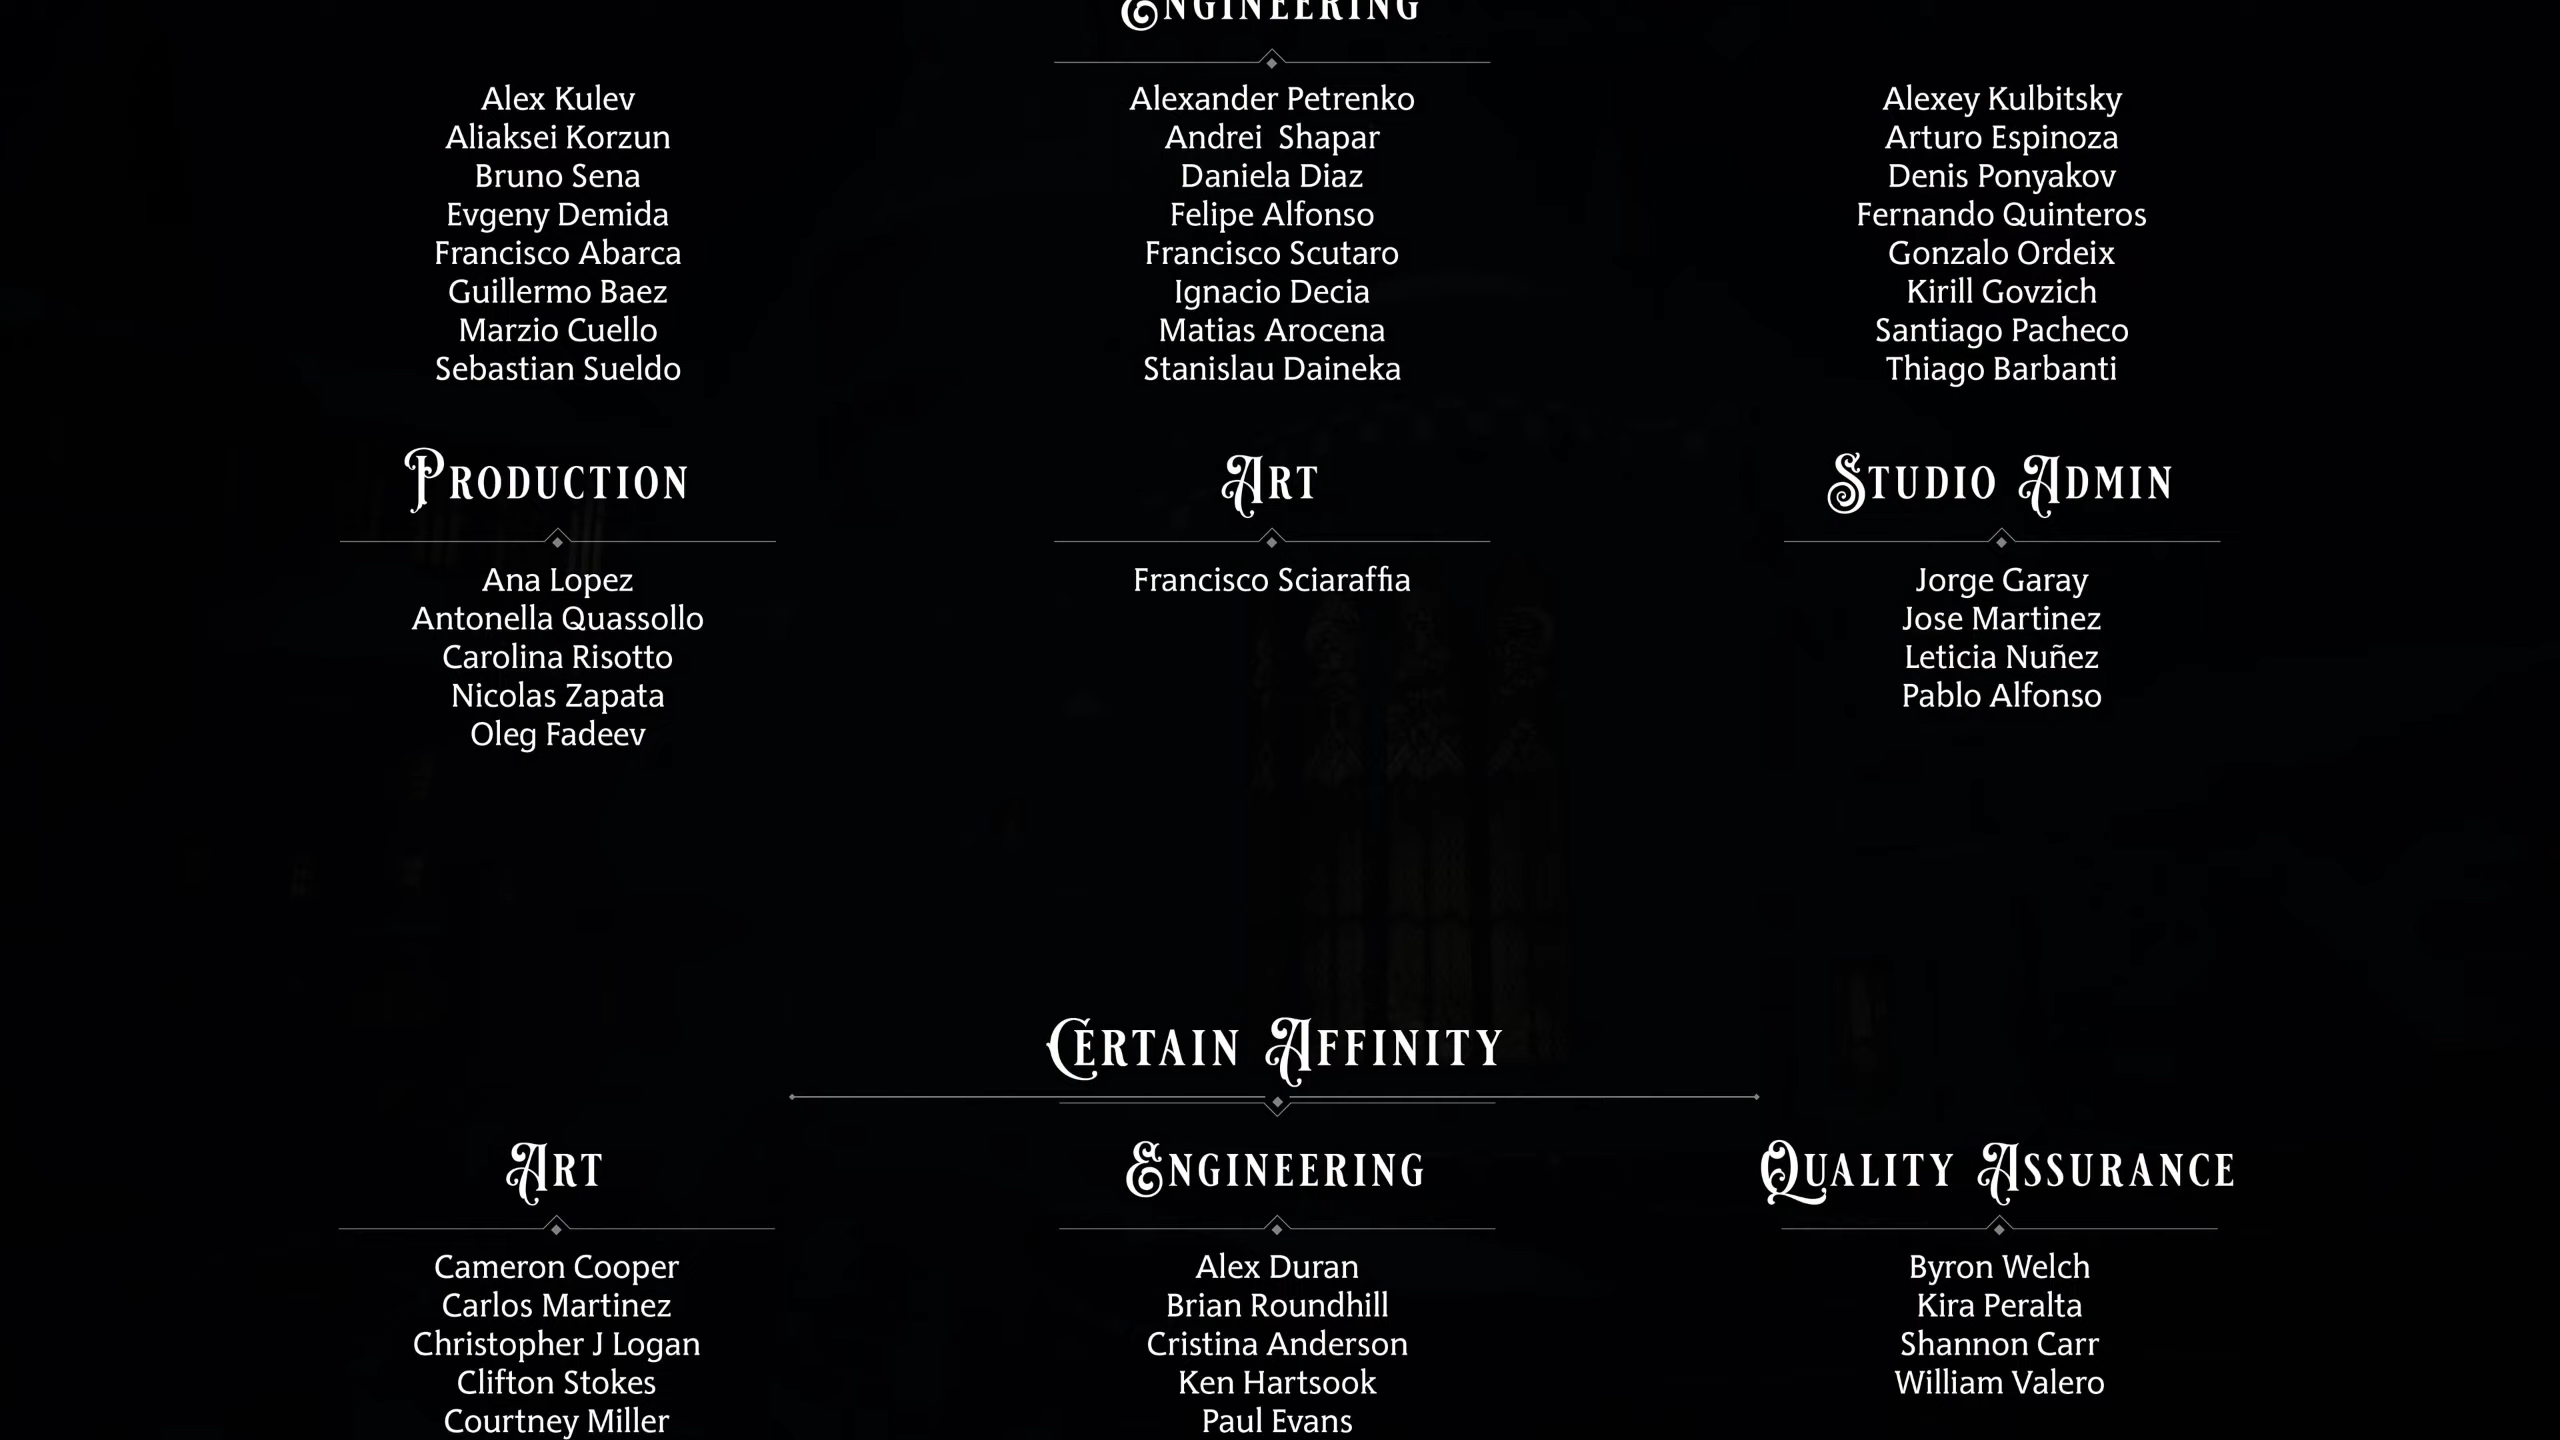 Engineering
Alex Kulev
Aliaksei Korzun
Bruno Sena
Evgeny Demida
Francisco Abarca
Guillermo Baez
Marzio Cuello
Sebastian Sueldo
Alexander Petrenko
Andrei  Shapar
Daniela Diaz
Felipe Alfonso
Francisco Scutaro
Ignacio Decia
Matias Arocena
Stanislau Daineka
Alexey Kulbitsky
Arturo Espinoza
Denis Ponyakov
Fernando Quinteros
Gonzalo Ordeix
Kirill Govzich
Santiago Pacheco
Thiago Barbanti
Production
Ana Lopez
Antonella Quassollo
Carolina Risotto
Nicolas Zapata
Oleg Fadeev
Art
Francisco Sciaraffia
Studio Admin
Jorge Garay
Jose Martinez
Leticia Nuñez
Pablo Alfonso
Certain Affinity
Art
Cameron Cooper
Carlos Martinez
Christopher J Logan
Clifton Stokes
Courtney Miller
Engineering
Alex Duran
Brian Roundhill
Cristina Anderson
Ken Hartsook
Paul Evans
Quality Assurance
Byron Welch
Kira Peralta
Shannon Carr
William Valero